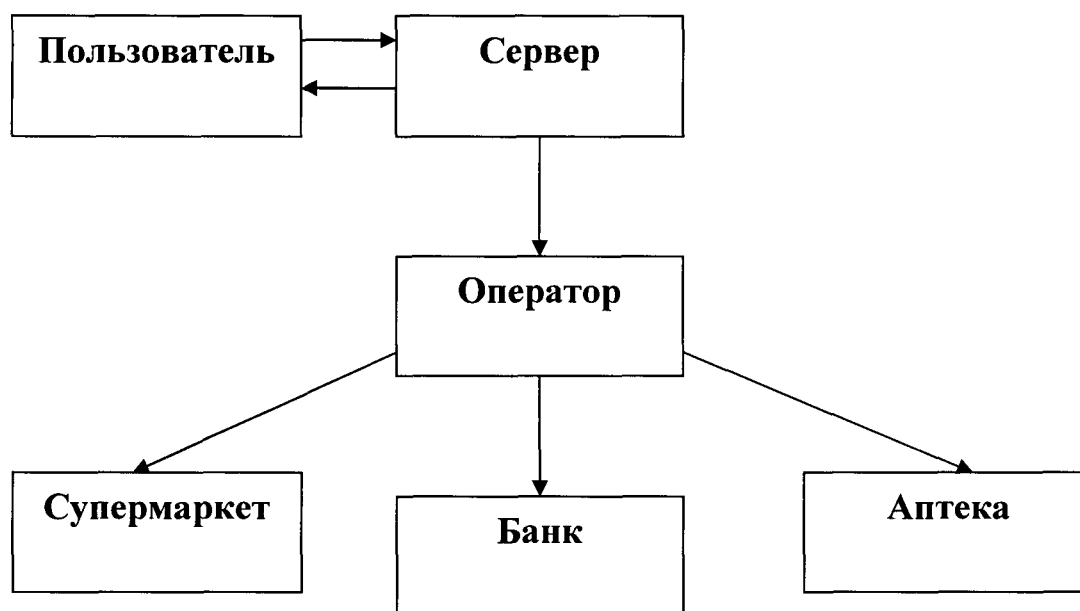 Пользователь
Сервер
Оператор
Супермаркет
Банк
Аптека